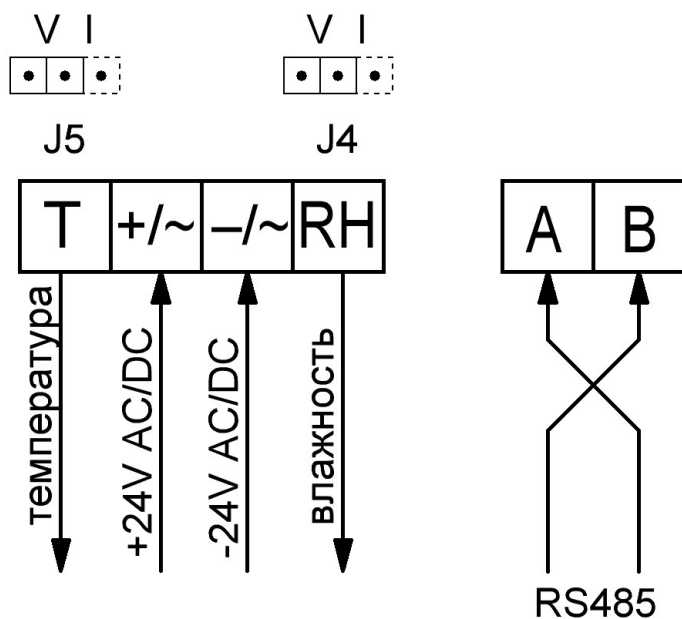 V I
V I
J5
J4
T +/~ –/~ RH
A B
температура
+24V AC/DC
-24V AC/DC
влажность
RS485